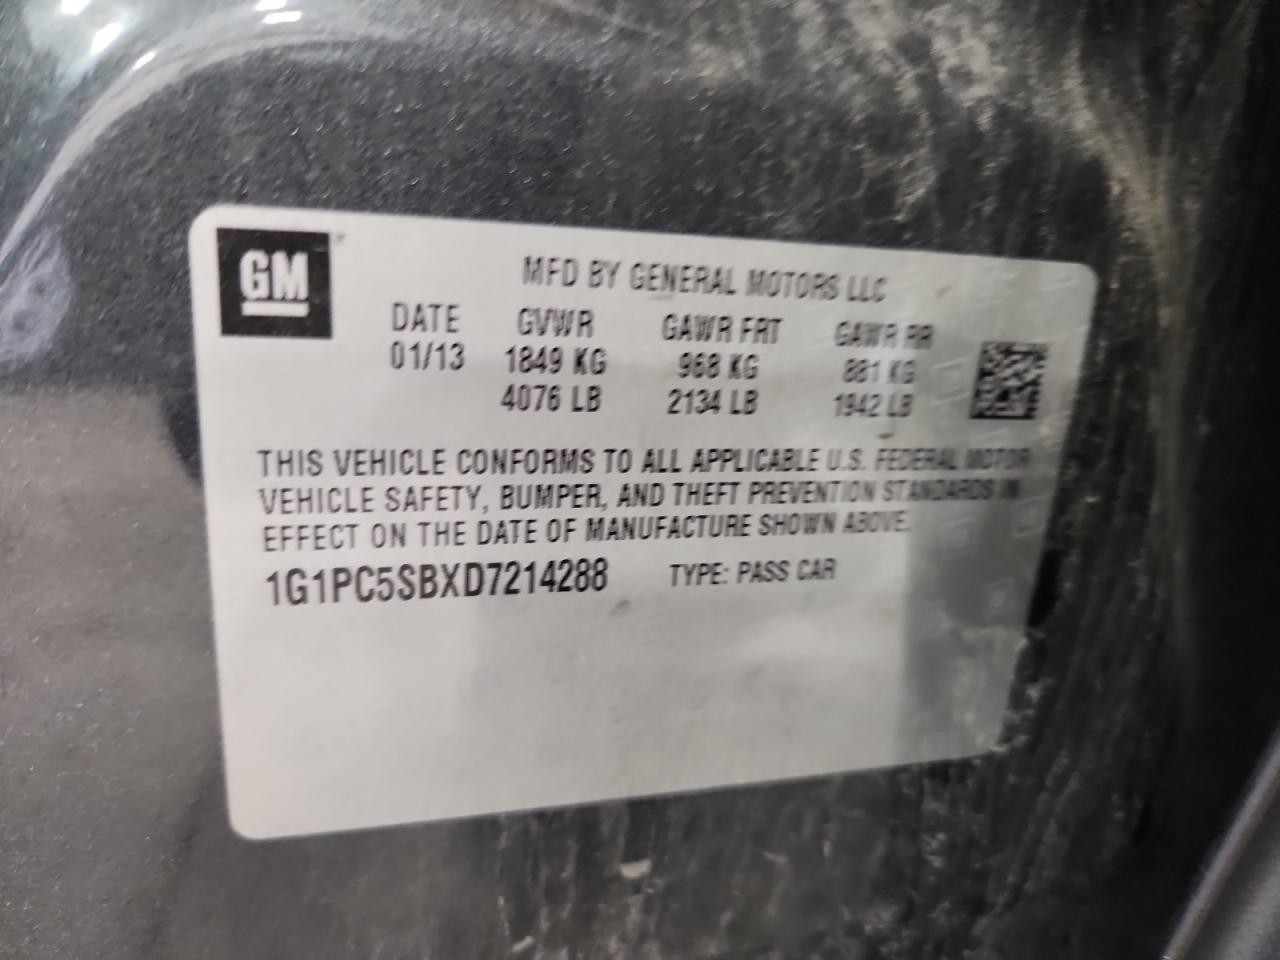 GM
MFD BY GENERAL MOTORS LLC
DATE GVWR GAWR FRT GAWR RR
01/13 1849 KG 968 KG 881 KG
4076 LB 2134 LB 1942 LB
THIS VEHICLE CONFORMS TO ALL APPLICABLE U.S. FEDERAL MOTOR
VEHICLE SAFETY, BUMPER, AND THEFT PREVENTION STANDARDS IN
EFFECT ON THE DATE OF MANUFACTURE SHOWN ABOVE.
1G1PC5SBXD7214288 TYPE: PASS CAR